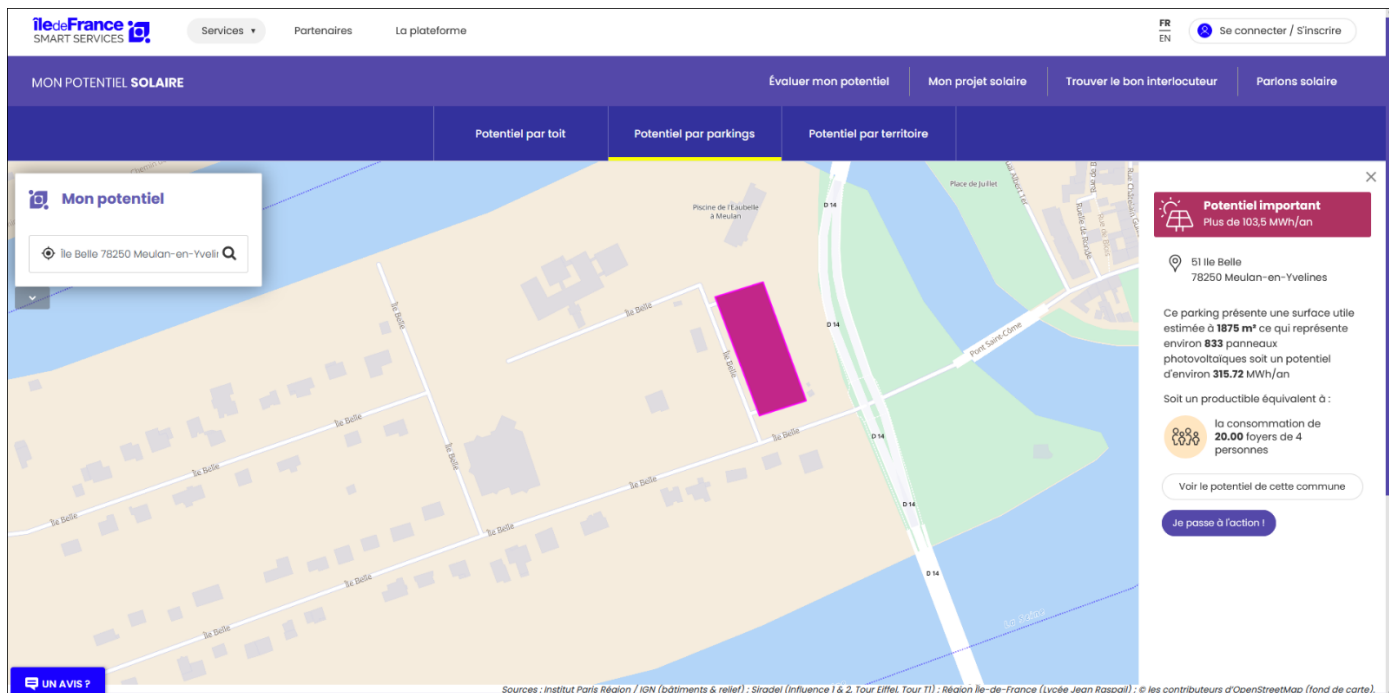 îledeFrance
SMART SERVICES
Services
Partenaires
La plateforme
FR
EN
Se connecter / S'inscrire
MON POTENTIEL SOLAIRE
Évaluer mon potentiel
Mon projet solaire
Trouver le bon interlocuteur
Parlons solaire
Potentiel par toit
Potentiel par parkings
Potentiel par territoire
Mon potentiel
Île Belle 78250 Meulan-en-Yveli
Piscine de l'Eaubelle
à Meulan
D 14
Place de Juillet
Ruelle de Ronde
Île Belle
Île Belle
Île Belle
D 14
Pont Saint-Côme
Île Belle
Île Belle
D 14
Île Belle
Île Belle
Île Belle
D 14
Île Belle
Île Belle
D 14
Île Belle
Île Belle
Potentiel important
Plus de 103,5 MWh/an
51 Ile Belle
78250 Meulan-en-Yvelines
Ce parking présente une surface utile
estimée à 1875 m² ce qui représente
environ 833 panneaux
photovoltaïques soit un potentiel
d'environ 315.72 MWh/an
Soit un productible équivalent à :
la consommation de
20.00 foyers de 4
personnes
Voir le potentiel de cette commune
Je passe à l'action !
UN AVIS ?
Sources : Institut Paris Région / IGN (bâtiments & relief) ; Siradel (Influence 1 & 2, Tour Eiffel, Tour T1) ; Région Île-de-France (Lycée Jean Raspail) ; © les contributeurs d'OpenStreetMap (fond de carte).